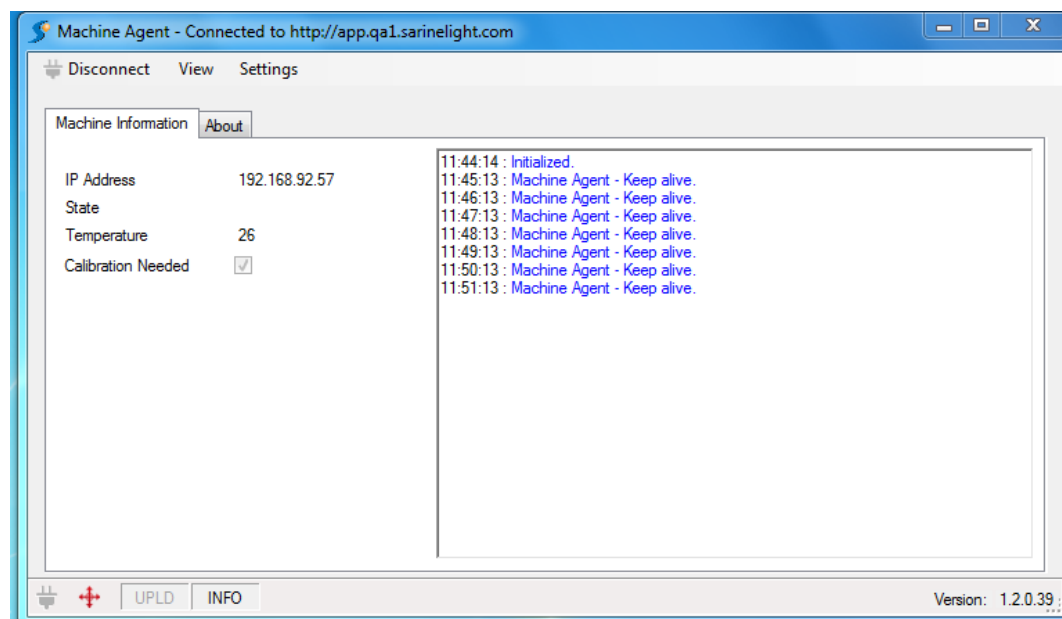 Machine Agent - Connected to http://app.qa1.sarinelight.com
Disconnect View Settings
Machine Information About
IP Address 192.168.92.57
State
Temperature 26
Calibration Needed
11:44:14 : Initialized.
11:45:13 : Machine Agent - Keep alive.
11:46:13 : Machine Agent - Keep alive.
11:47:13 : Machine Agent - Keep alive.
11:48:13 : Machine Agent - Keep alive.
11:49:13 : Machine Agent - Keep alive.
11:50:13 : Machine Agent - Keep alive.
11:51:13 : Machine Agent - Keep alive.
UPLD INFO Version: 1.2.0.39